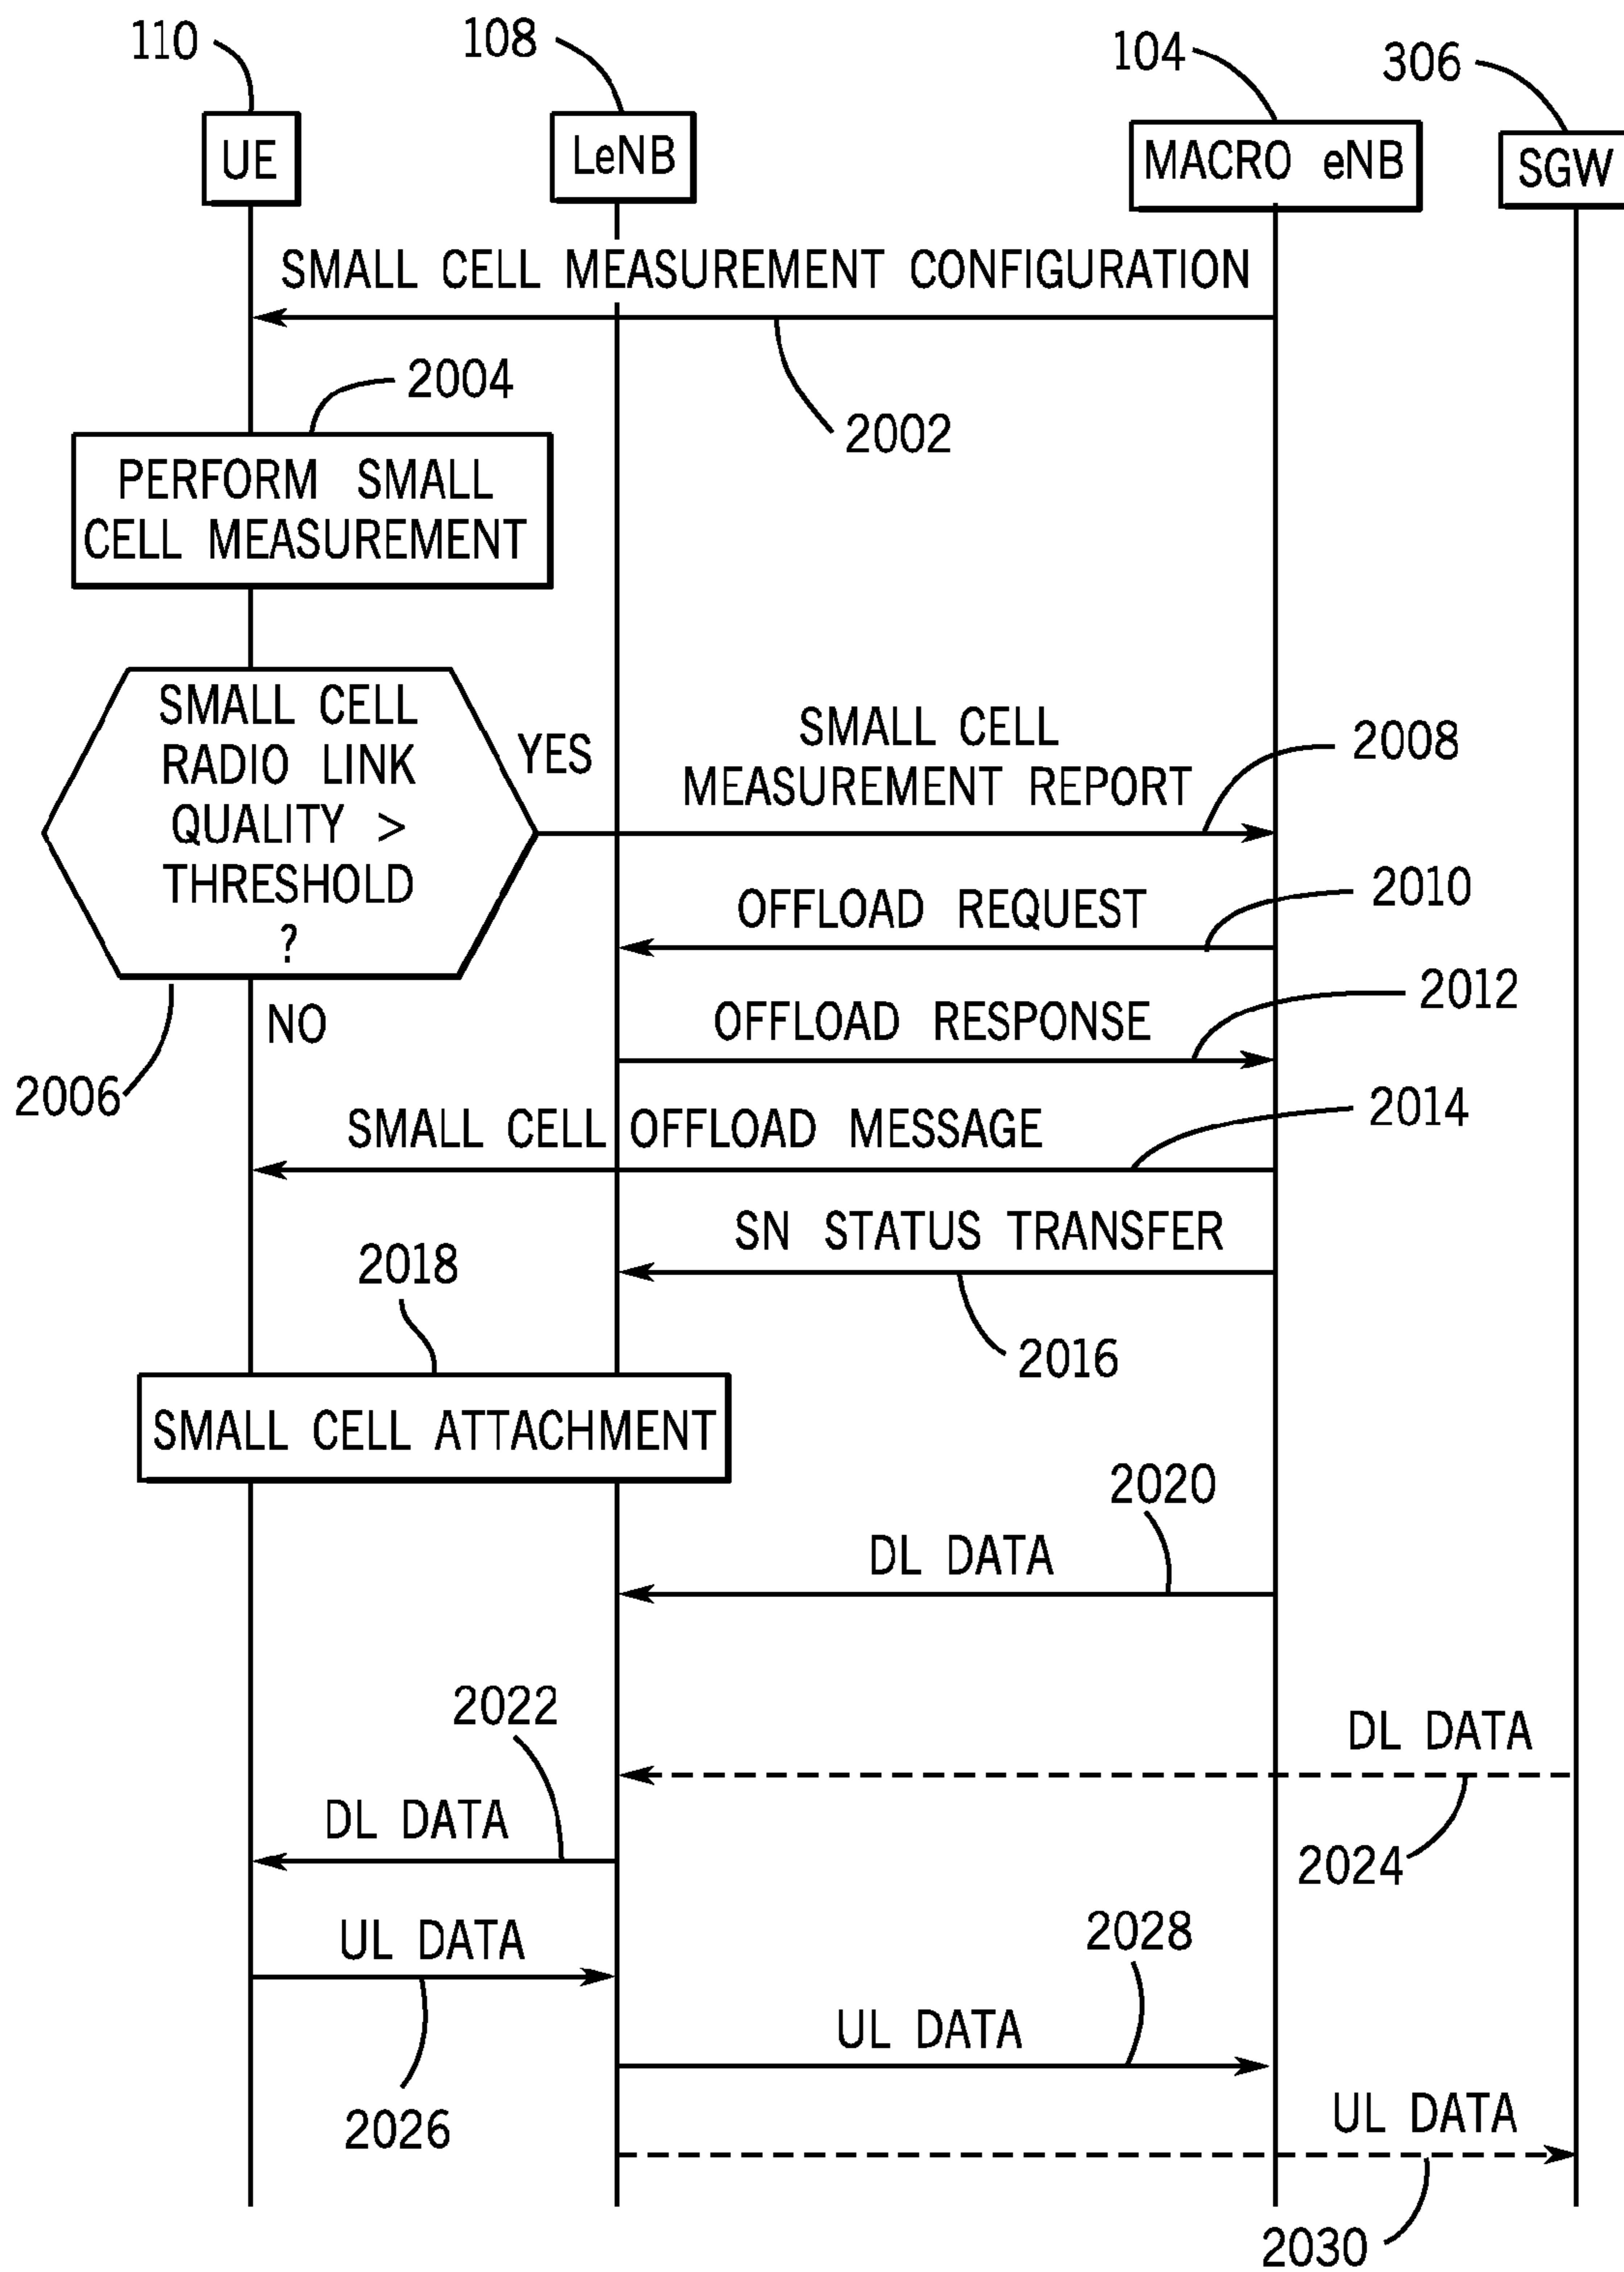 110
108
104
306
UE
LeNB
MACRO eNB
SGW
SMALL CELL MEASUREMENT CONFIGURATION
2002
2004
PERFORM SMALL
CELL MEASUREMENT
SMALL CELL
RADIO LINK
QUALITY >
THRESHOLD
?
YES
NO
2006
SMALL CELL
MEASUREMENT REPORT
2008
OFFLOAD REQUEST
2010
OFFLOAD RESPONSE
2012
SMALL CELL OFFLOAD MESSAGE
2014
SN STATUS TRANSFER
2016
2018
SMALL CELL ATTACHMENT
2020
DL DATA
DL DATA
2024
2022
DL DATA
UL DATA
2026
2028
UL DATA
UL DATA
2030